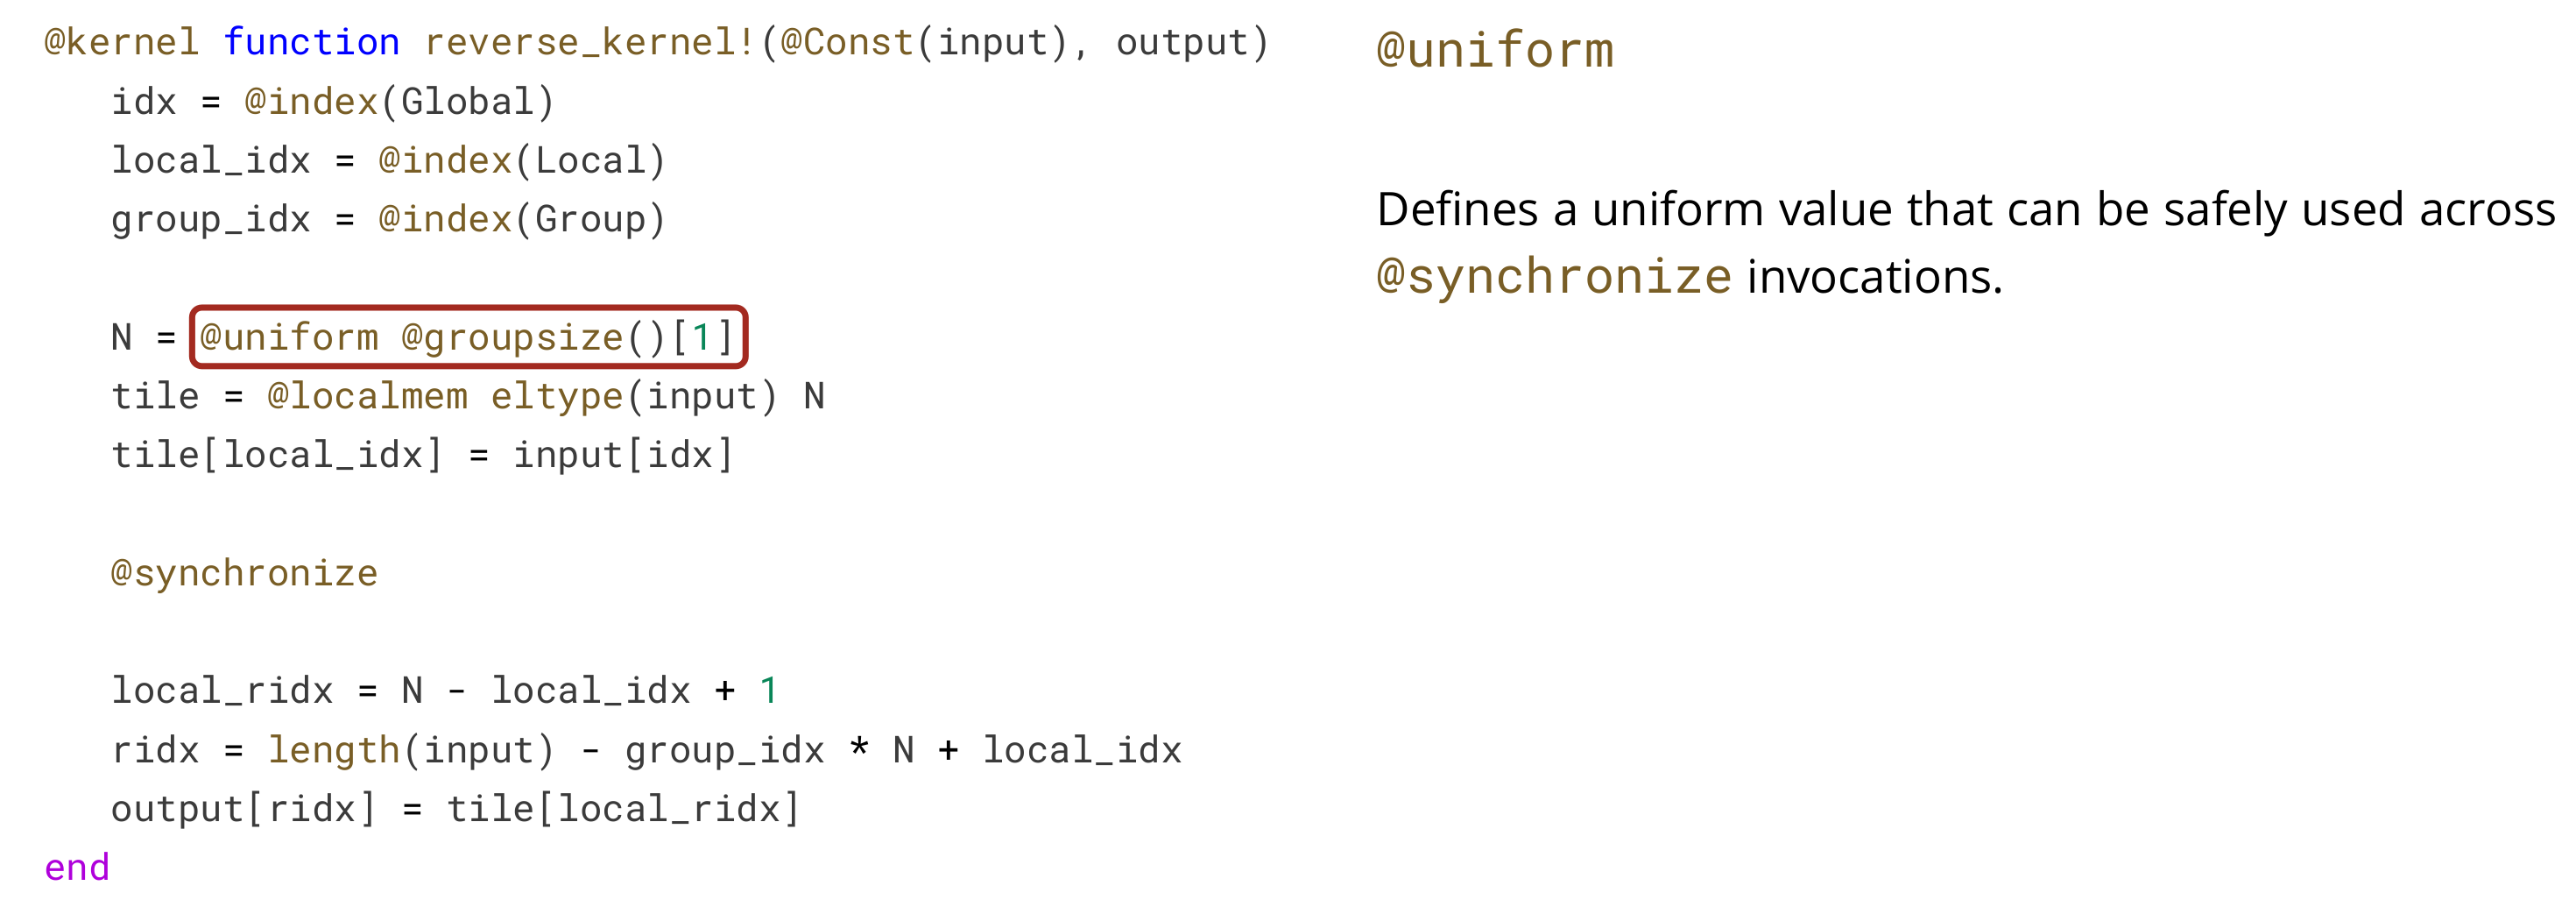 @kernel function reverse_kernel!(@Const(input), output)
idx = @index(Global)
local_idx = @index(Local)
group_idx = @index(Group)
N = @uniform @groupsize()[1]
tile = @localmem eltype(input) N
tile[local_idx] = input[idx]
@synchronize
local_ridx = N - local_idx + 1
ridx = length(input) - group_idx * N + local_idx
output[ridx] = tile[local_ridx]
end
@uniform
Defines a uniform value that can be safely used across
@synchronize invocations.